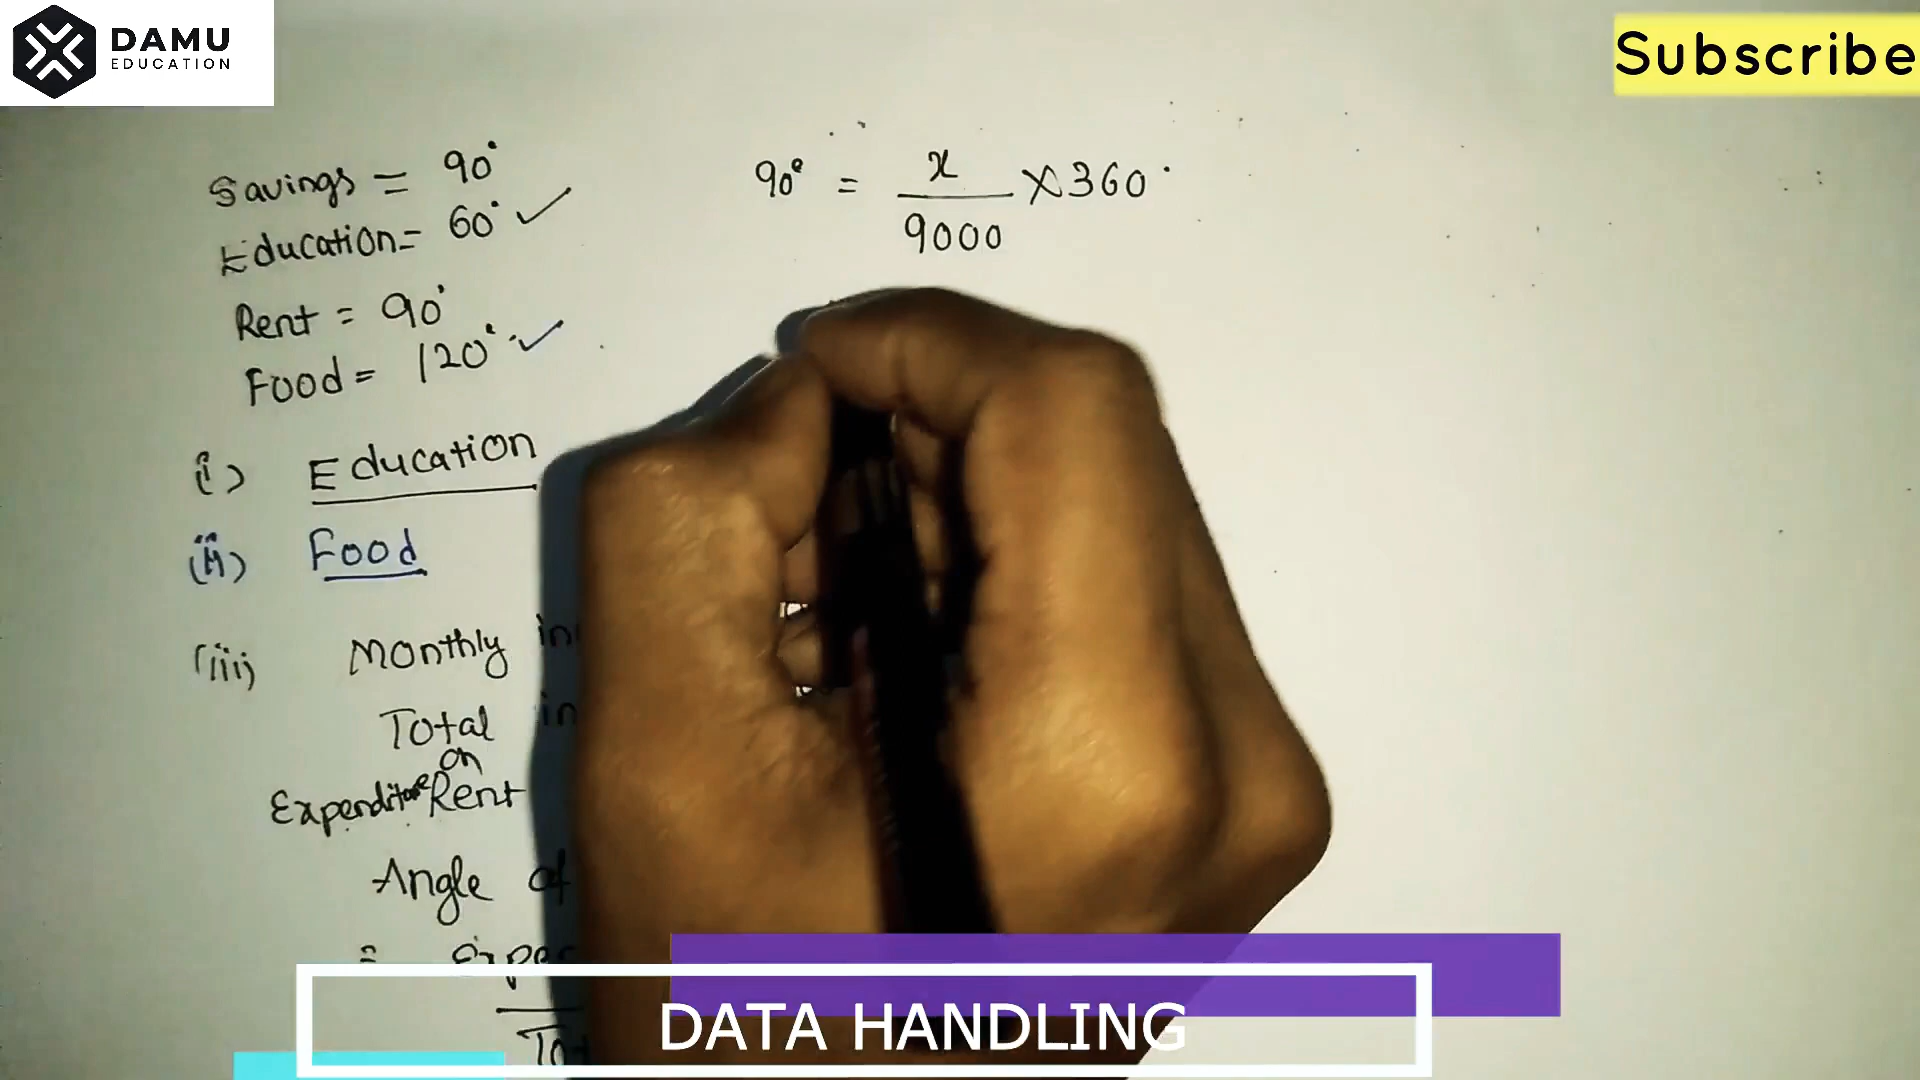 DAMU
EDUCATION
Subscribe
Savings = 90°
Education = 60° ✓
Rent = 90°
Food = 120° ✓
(i) Education
(ii) Food
(iii) Monthly
Total
on
Expenditure Rent
Angle of
=
90° = x/9000 × 360°
DATA HANDLING